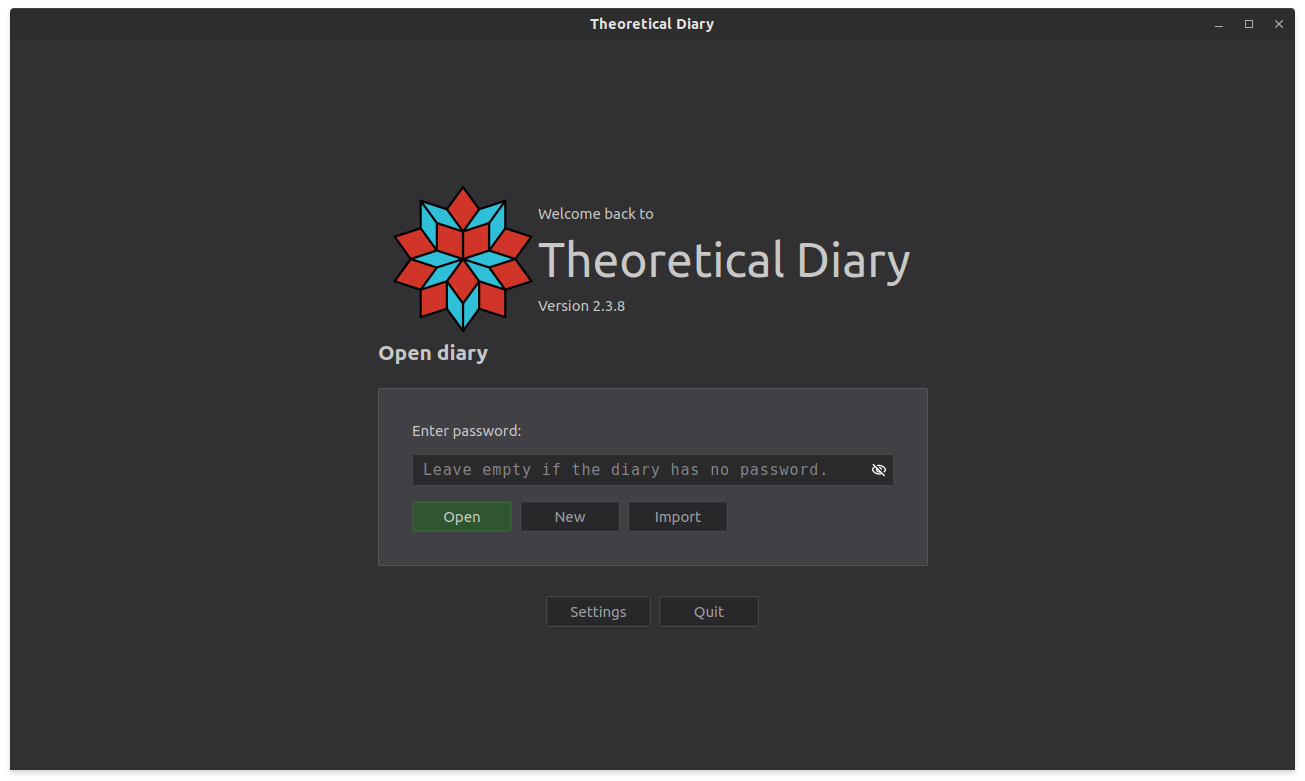 Theoretical Diary
Welcome back to
Theoretical Diary
Version 2.3.8
Open diary
Enter password:
Leave empty if the diary has no password.
Open New Import
Settings Quit